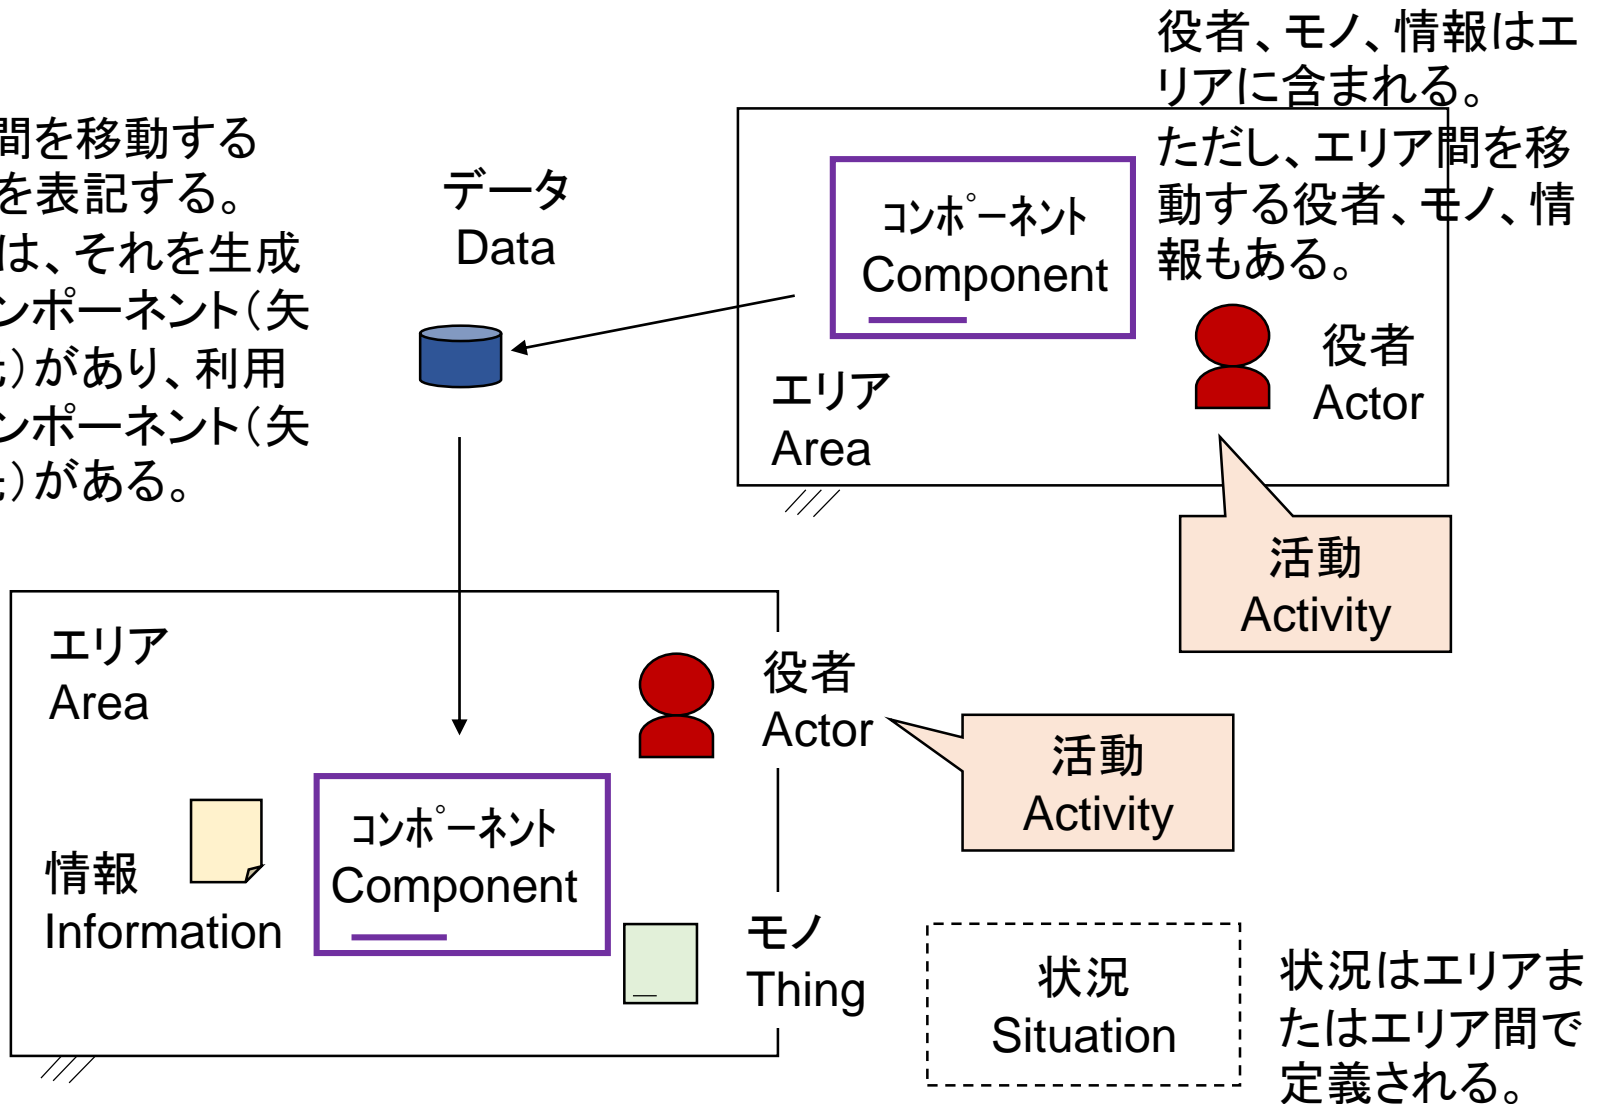 役者、モノ、情報はエ
リアに含まれる。
ただし、エリア間を移
動する役者、モノ、情
報もある。
間を移動する
を表記する。
は、それを生成
ンポーネント（矢
）があり、利用
ンポーネント（矢
）がある。
データ
Data
コンポーネント
Component
役者
Actor
エリア
Area
活動
Activity
エリア
Area
役者
Actor
活動
Activity
情報
Information
コンポーネント
Component
モノ
Thing
状況
Situation
状況はエリアま
たはエリア間で
定義される。